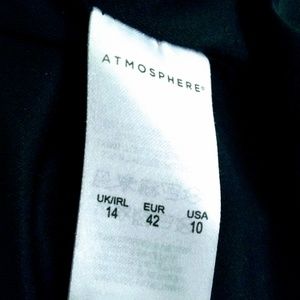 ATMOSPHERE®
UK/IRL EUR USA
14 42 10